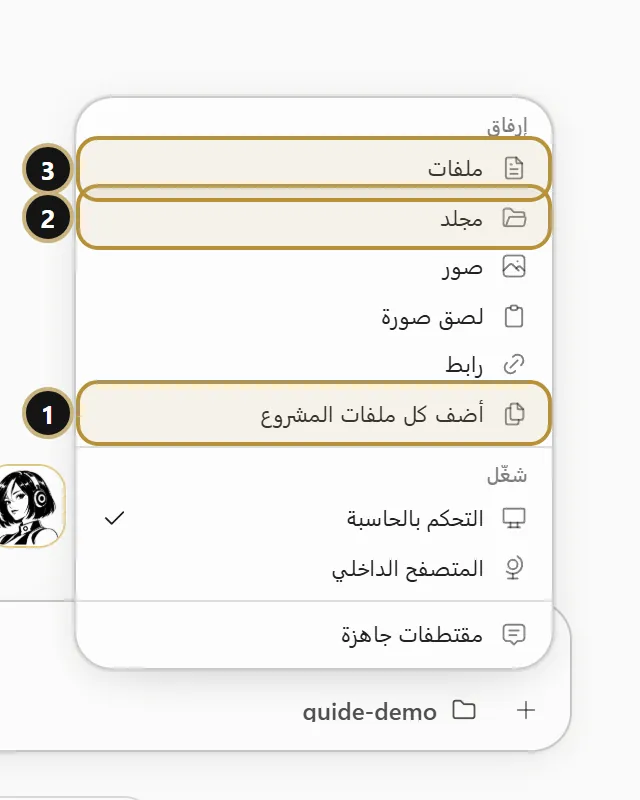 إرفاق
3 ملفات
2 مجلد
صور
لصق صورة
رابط
1 أضف كل ملفات المشروع
شغّل
التحكم بالحاسبة
المتصفح الداخلي
مقتطفات جاهزة
guide-demo